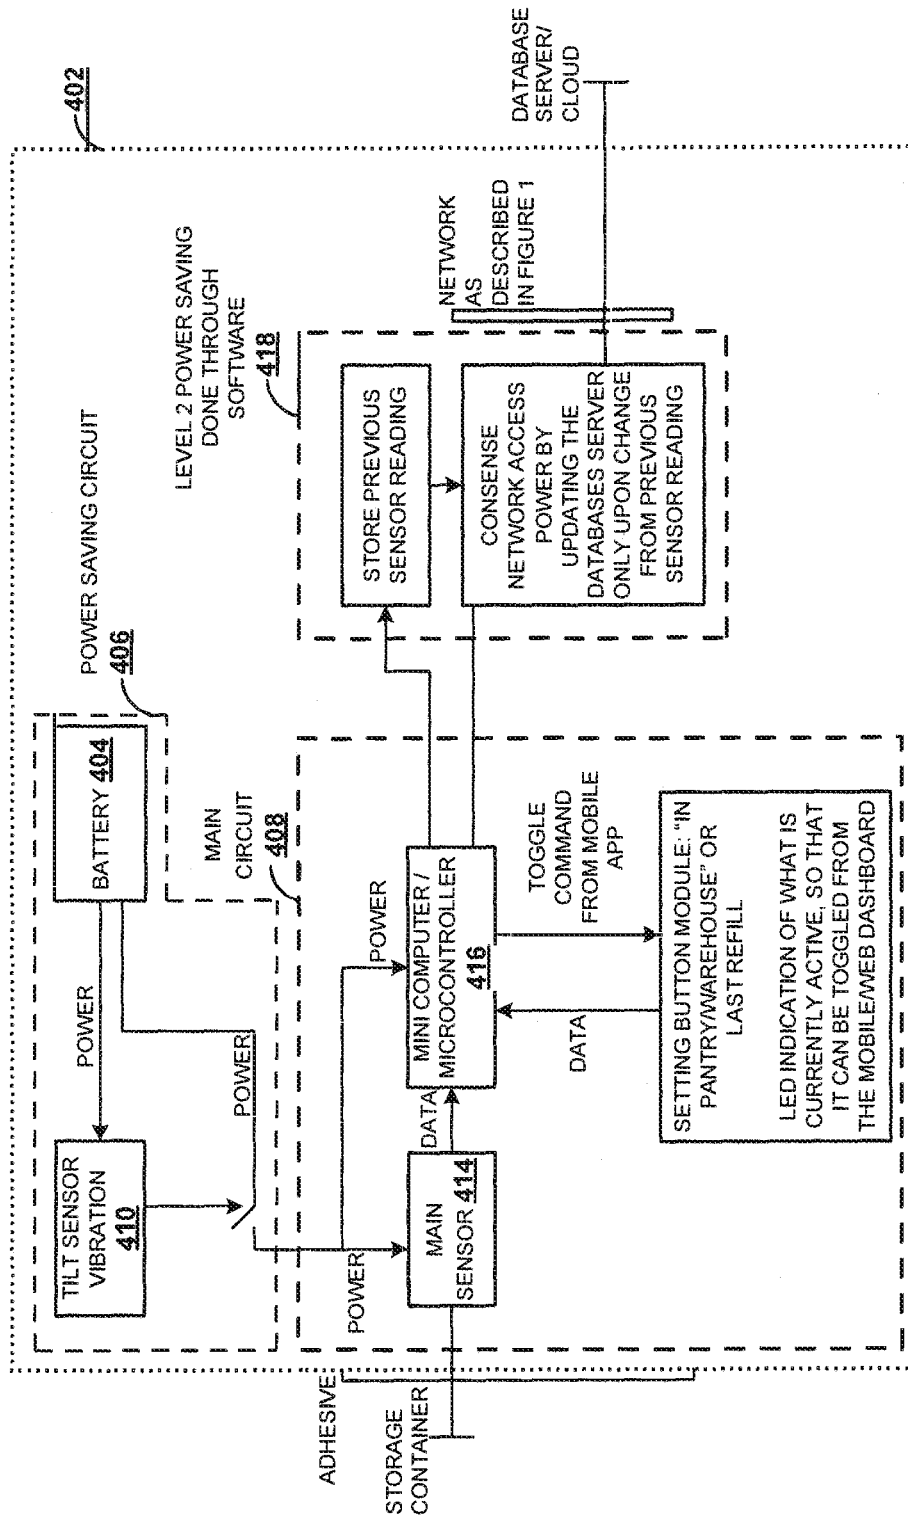 402
POWER SAVING CIRCUIT
406
LEVEL 2 POWER SAVING
DONE THROUGH
SOFTWARE
418
TILT SENSOR
VIBRATION
410
POWER
BATTERY 404
POWER
MAIN
CIRCUIT
408
ADHESIVE
STORAGE
CONTAINER
POWER
POWER
MAIN
SENSOR 414
DATA
MINI COMPUTER /
MICROCONTROLLER
416
STORE PREVIOUS
SENSOR READING
CONSENSE
NETWORK ACCESS
POWER BY
UPDATING THE
DATABASES SERVER
ONLY UPON CHANGE
FROM PREVIOUS
SENSOR READING
NETWORK
AS
DESCRIBED
IN FIGURE 1
DATABASE
SERVER/
CLOUD
DATA
TOGGLE
COMMAND
FROM MOBILE
APP
SETTING BUTTON MODULE: "IN
PANTRY/WAREHOUSE" OR
LAST REFILL
LED INDICATION OF WHAT IS
CURRENTLY ACTIVE, SO THAT
IT CAN BE TOGGLED FROM
THE MOBILE/WEB DASHBOARD